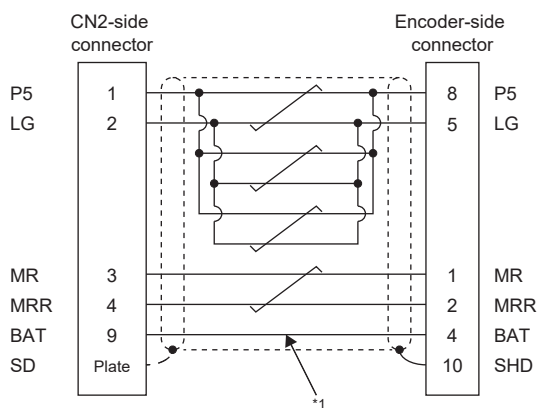 CN2-side connector
Encoder-side connector
P5 1 8 P5
LG 2 5 LG
MR 3 1 MR
MRR 4 2 MRR
BAT 9 4 BAT
SD Plate 10 SHD
*1